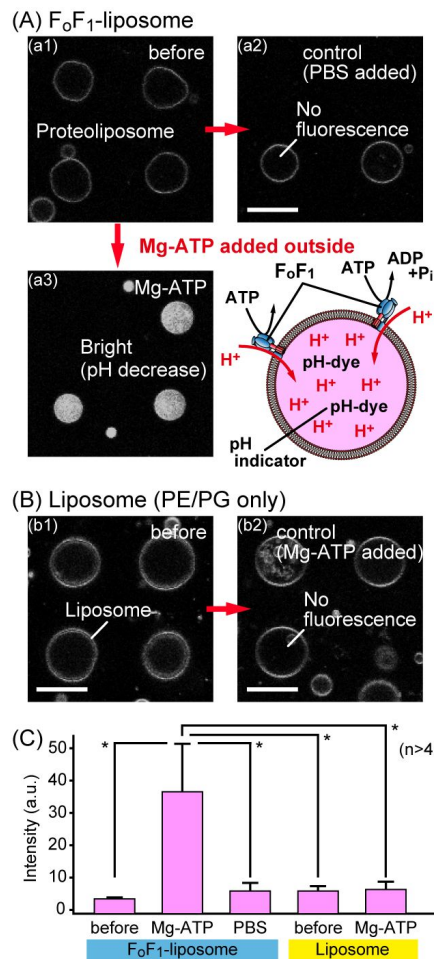 (A) FoF1-liposome
(a1)
before
Proteoliposome
(a2)
control
(PBS added)
No
fluorescence
Mg-ATP added outside
(a3)
Mg-ATP
Bright
(pH decrease)
FoF1
ATP
ADP
+Pi
ATP
H+
H+
H+
H+
pH-dye
H+
H+
H+
pH-dye
H+
H+
pH
indicator
(B) Liposome (PE/PG only)
(b1)
before
Liposome
(b2)
control
(Mg-ATP added)
No
fluorescence
(C)
*
*
*
*
(n>4
Intensity (a.u.)
50
40
30
20
10
0
before
Mg-ATP
PBS
before
Mg-ATP
FoF1-liposome
Liposome